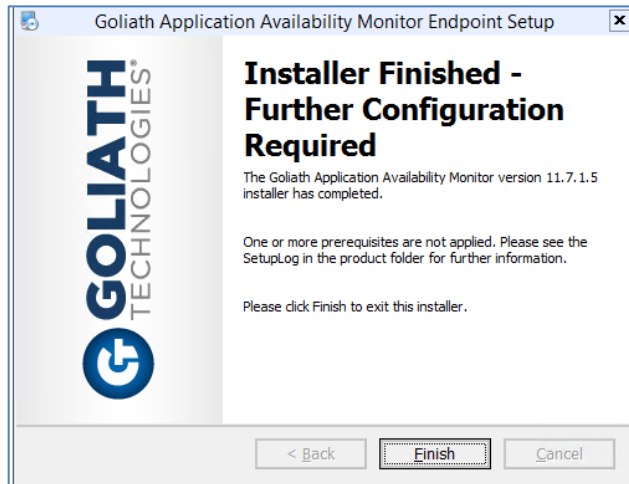 Goliath Application Availability Monitor Endpoint Setup
GOLIATH®
TECHNOLOGIES
Installer Finished -
Further Configuration
Required
The Goliath Application Availability Monitor version 11.7.1.5
installer has completed.
One or more prerequisites are not applied. Please see the
SetupLog in the product folder for further information.
Please click Finish to exit this installer.
< Back
Finish
Cancel